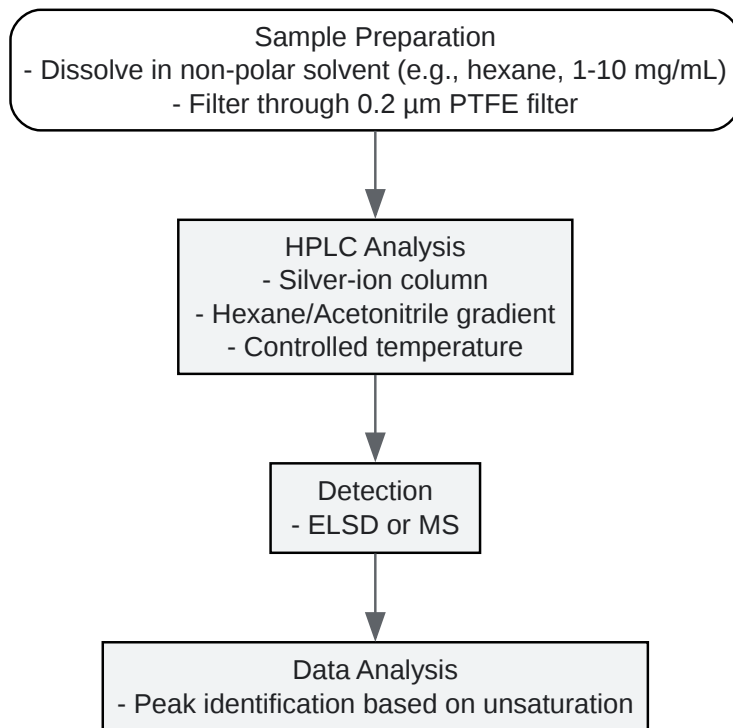 Sample Preparation
- Dissolve in non-polar solvent (e.g., hexane, 1-10 mg/mL)
- Filter through 0.2 µm PTFE filter
HPLC Analysis
- Silver-ion column
- Hexane/Acetonitrile gradient
- Controlled temperature
Detection
- ELSD or MS
Data Analysis
- Peak identification based on unsaturation